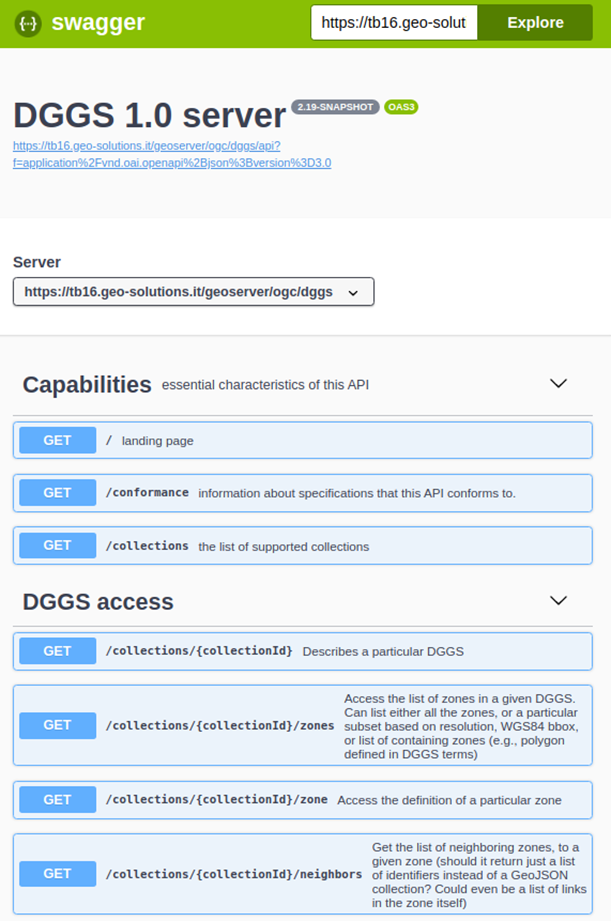 {...} swagger
https://tb16.geo-solut
Explore
DGGS 1.0 server 2.19-SNAPSHOT OAS3
https://tb16.geo-solutions.it/geoserver/ogc/dggs/api?
f=application%2Fvnd.oai.openapi%2Bjson%3Bversion%3D3.0
Server
https://tb16.geo-solutions.it/geoserver/ogc/dggs
Capabilities essential characteristics of this API
GET / landing page
GET /conformance information about specifications that this API conforms to.
GET /collections the list of supported collections
DGGS access
GET /collections/{collectionId} Describes a particular DGGS
GET /collections/{collectionId}/zones
Access the list of zones in a given DGGS.
Can list either all the zones, or a particular
subset based on resolution, WGS84 bbox,
or list of containing zones (e.g., polygon
defined in DGGS terms)
GET /collections/{collectionId}/zone Access the definition of a particular zone
GET /collections/{collectionId}/neighbors
Get the list of neighboring zones, to a
given zone (should it return just a list
of identifiers instead of a GeoJSON
collection? Could even be a list of links
in the zone itself)